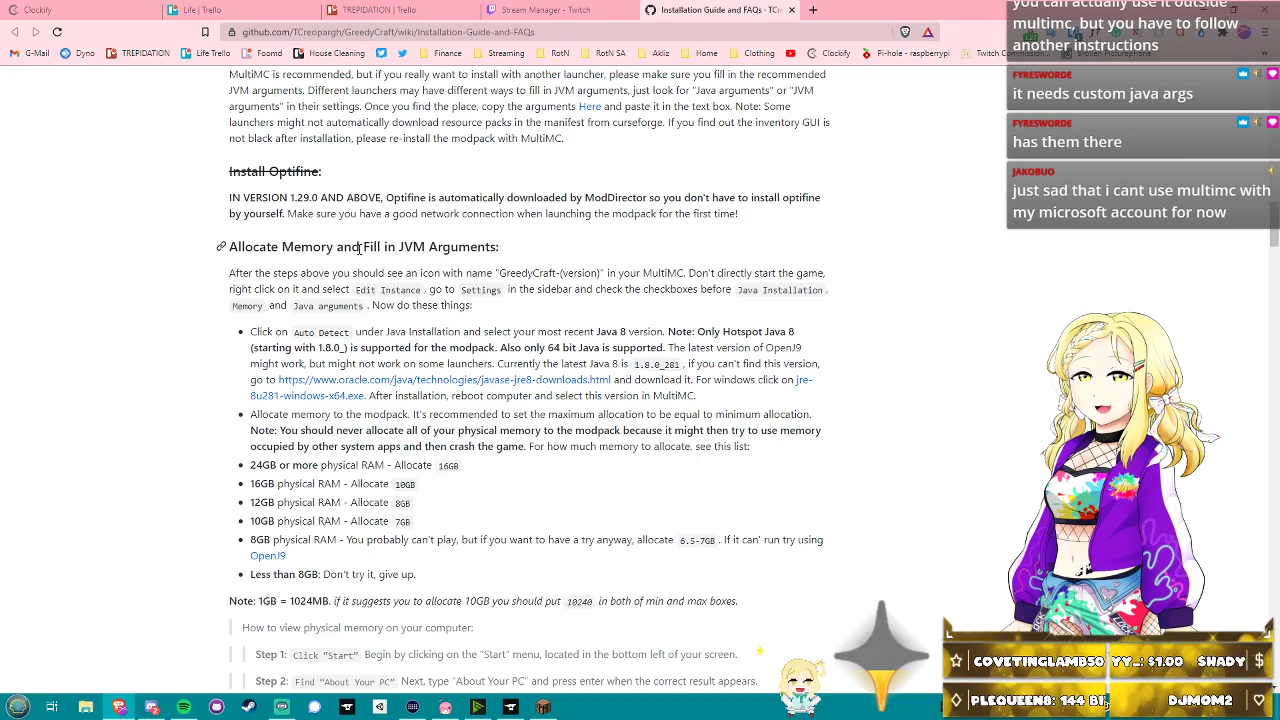 Clockify
Life | Trello
TREPIDATION | Trello
Stream Manager - Twitch
Installation Guide and FAQs · TC
github.com/TCreopargh/GreedyCraft/wiki/Installation-Guide-and-FAQs
G-Mail
Dyno
TREPIDATION
Life Trello
Foomd
House Cleaning
Finance
Streaming
RotN
RotN SA
Akliz
Home
Clothing
Clockify
Pi-hole - raspberrypi
Twitch Commission
MultiMC is recommended, but if you really want to install with another launcher, please make sure you fill in the recommended
JVM arguments. Different launchers may have different ways to fill in JVM arguments, just look for "Java arguments" or "JVM
arguments" in their settings. Once you find the place, copy the arguments Here and paste it in the text box. Note: Some
launchers might not automatically download resource packs in the manifest from curseforge. If you find out the inventory GUI is
not black after installation, please re-install the modpack with MultiMC.
Install Optifine:
IN VERSION 1.29.0 AND ABOVE, Optifine is automatically downloaded by ModDirector so you don't have to install optifine
by yourself. Make sure you have a good network connection when launching the modpack for the first time!
Allocate Memory and Fill in JVM Arguments:
After the steps above you should see an icon with name "GreedyCraft-(version)" in your MultiMC. Don't directly start the game,
right click on it and select Edit Instance, go to Settings in the sidebar and check the checkboxes before Java Installation,
Memory and Java arguments. Now do these things:
• Click on Auto Detect under Java Installation and select your most recent Java 8 version. Note: Only Hotspot Java 8
(starting with 1.8.0_) is supported for the modpack. Also only 64 bit Java is supported. The latest version of OpenJ9
might work, but might not work on some launchers. Currently the latest Java 8 is 1.8.0_281, if you can't find this version,
go to https://www.oracle.com/java/technologies/javase-jre8-downloads.html and download it. For windows click on jre-
8u281-windows-x64.exe. After installation, reboot computer and select this version in MultiMC.
• Allocate memory to the modpack. It's recommended to set the maximum allocation to be equal to minimum allocation.
Note: You should never allocate all of your physical memory to the modpack because it might then try to use memory
occupied by other system apps and then crash the game. For how much memory to allocate, see this list:
• 24GB or more physical RAM - Allocate 16GB
• 16GB physical RAM - Allocate 10GB
• 12GB physical RAM - Allocate 8GB
• 10GB physical RAM - Allocate 7GB
• 8GB physical RAM - You probably can't play, but if you want to have a try anyway, allocate 6.5-7GB. If it can' run try using
OpenJ9
• Less than 8GB: Don't try it, give up.
Note: 1GB = 1024MB. if it suggests you to allocate 10GB you should put 10240 in both of min and max boxes.
How to view physical memory on your computer:
Step 1: Click "Start" Begin by clicking on the "Start" menu, located in the bottom left of your screen.
Step 2: Find "About Your PC" Next, type "About Your PC" and press enter when the correct result appears.
you can actually use it outside
multimc, but you have to follow
another instructions
FYRESWORDE
it needs custom java args
FYRESWORDE
has them there
JAKOBUO
just sad that i cant use multimc with
my microsoft account for now
LUCK
COVETINGLAMB50
YY_: $1.00
SHADY
PLEQUEEN8: 144 BI
DJMOM2